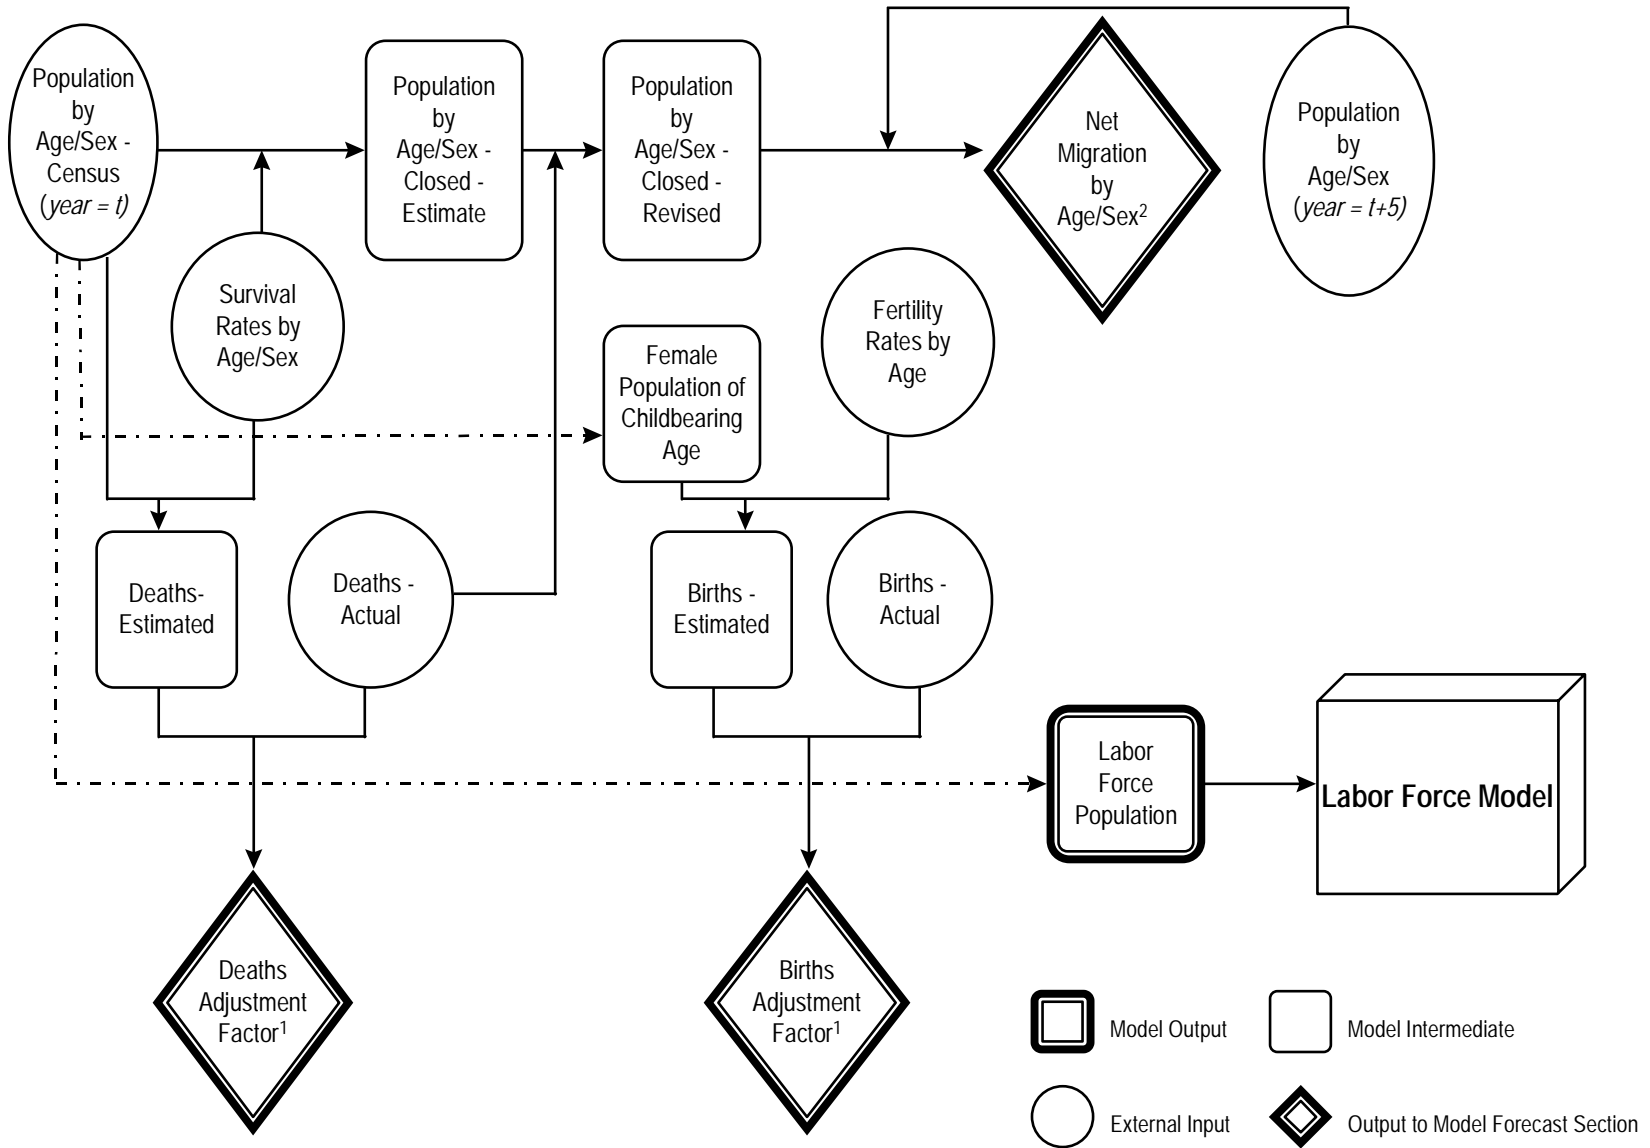 Population
by
Age/Sex -
Census
(year = t)
Population
by
Age/Sex -
Closed -
Estimate
Population
by
Age/Sex -
Closed -
Revised
Net
Migration
by
Age/Sex2
Population
by
Age/Sex
(year = t+5)
Survival
Rates by
Age/Sex
Female
Population of
Childbearing
Age
Fertility
Rates by
Age
Deaths-
Estimated
Deaths -
Actual
Births -
Estimated
Births -
Actual
Labor
Force
Population
Labor Force Model
Deaths
Adjustment
Factor1
Births
Adjustment
Factor1
Model Output
Model Intermediate
External Input
Output to Model Forecast Section